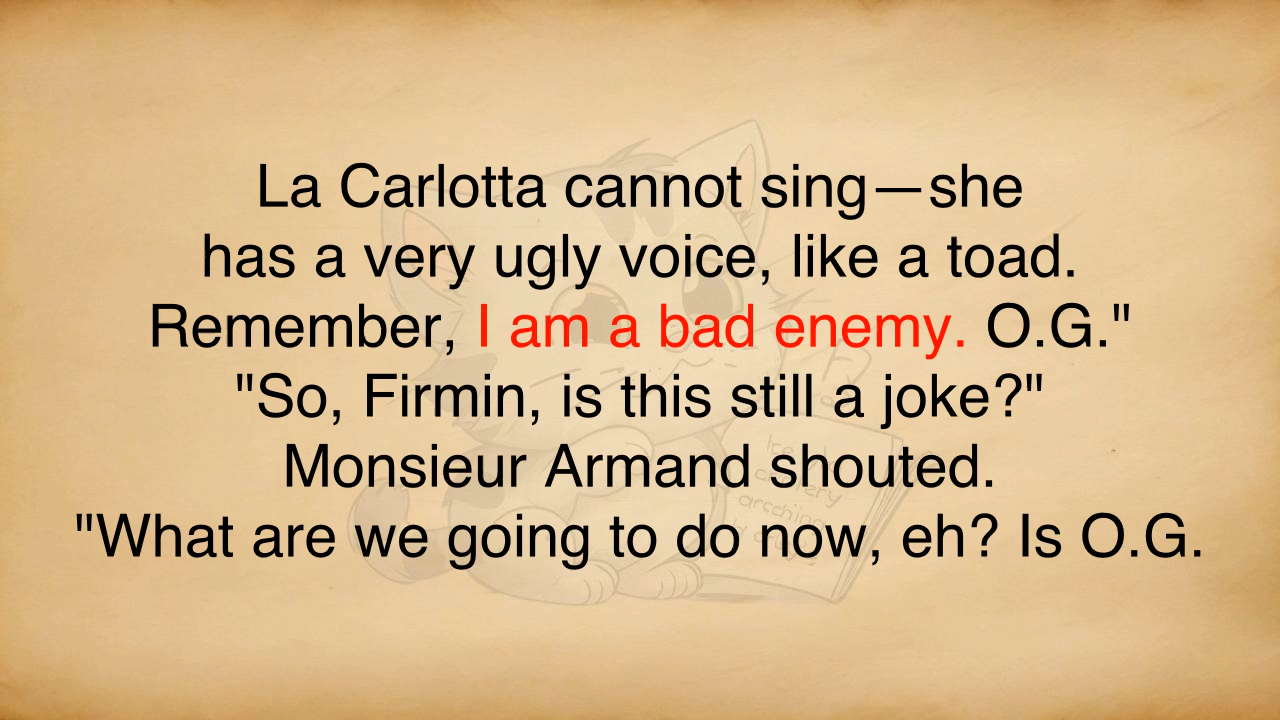 La Carlotta cannot sing—she
has a very ugly voice, like a toad.
Remember, I am a bad enemy. O.G."
"So, Firmin, is this still a joke?"
Monsieur Armand shouted.
"What are we going to do now, eh? Is O.G.